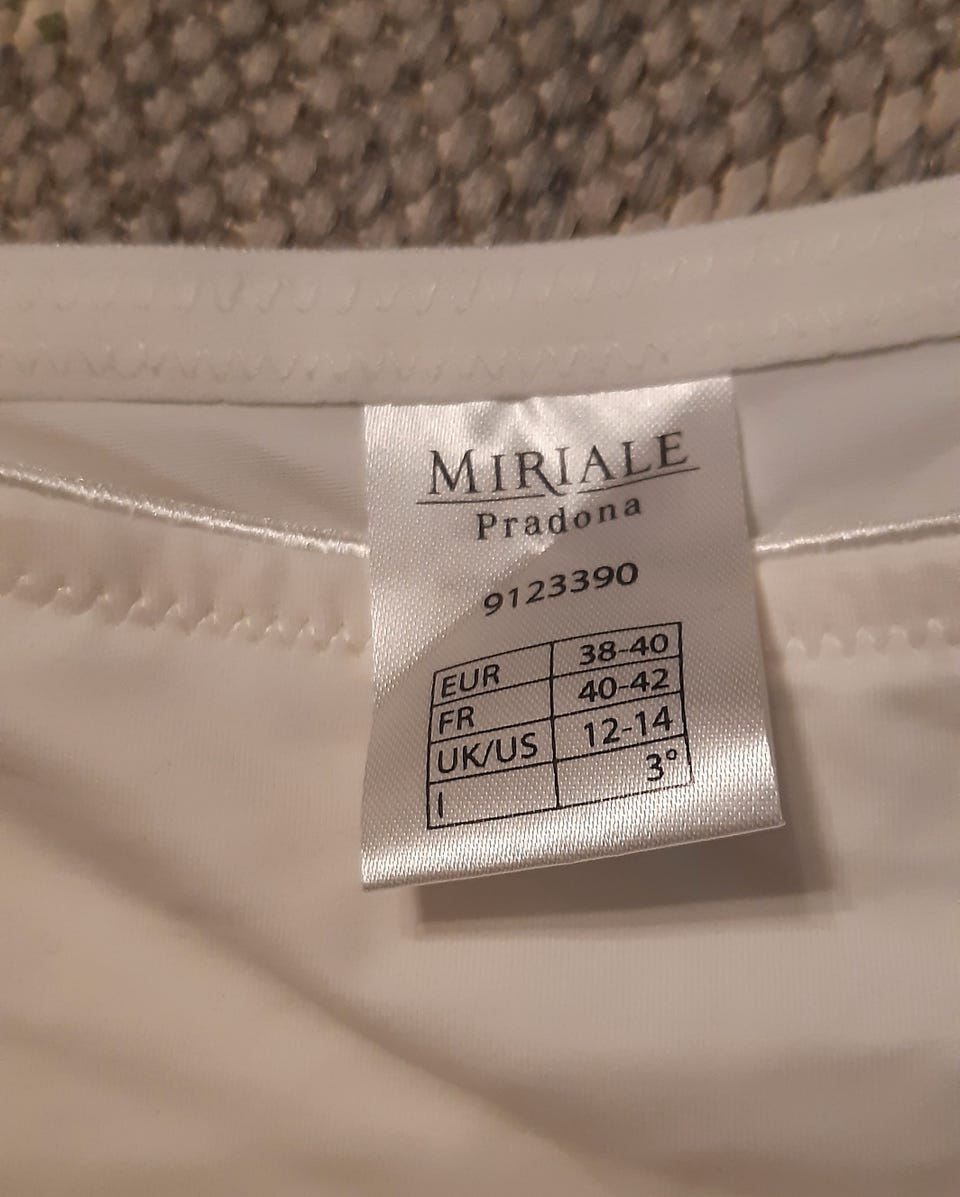 MIRIALE
Pradona
9123390
EUR 38-40
FR 40-42
UK/US 12-14
I 3°